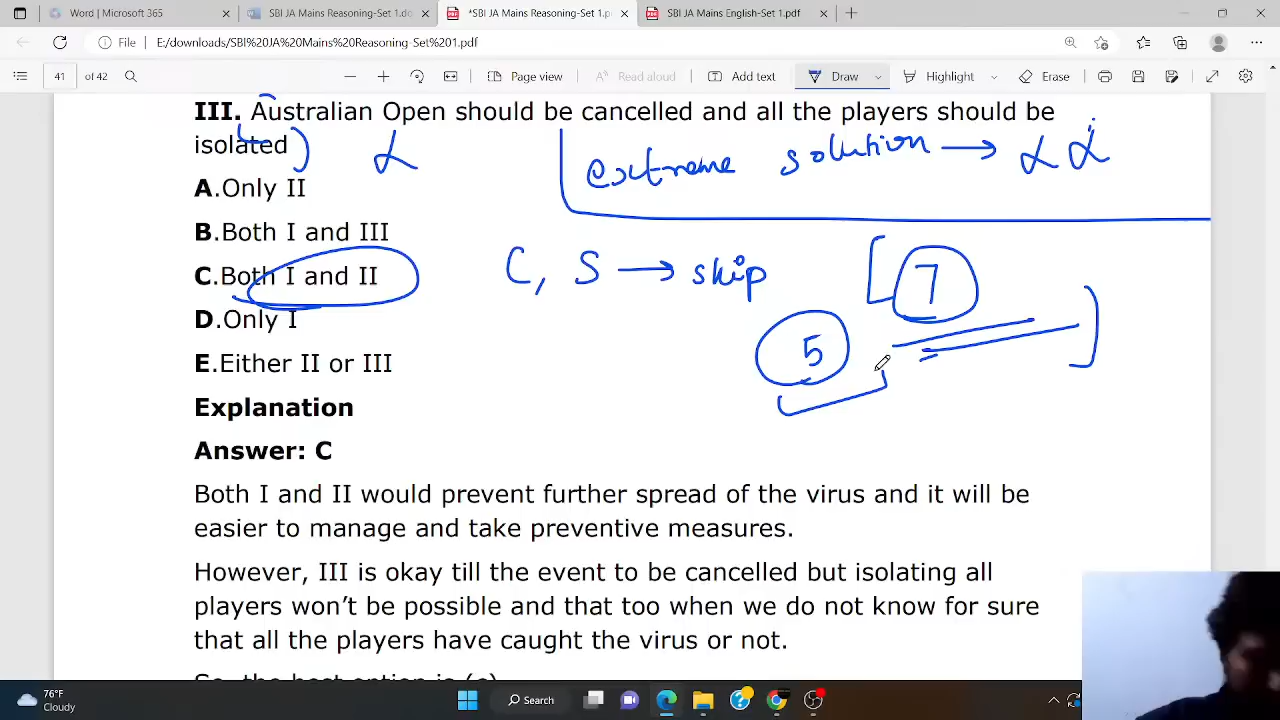 Word | Microsoft 365
SBI JA Mains Reasoning-Set 1.do
*SBI JA Mains Reasoning-Set 1.p
SBI JA Mains English-Set 1.pdf
File
E:/downloads/SBI%20JA%20Mains%20Reasoning-Set%201.pdf
41 of 42
Page view
Read aloud
Add text
Draw
Highlight
Erase
III. Australian Open should be cancelled and all the players should be
isolated
extreme solution →
A.Only II
B.Both I and III
C.Both I and II
C, S → skip
7
D.Only I
5
E.Either II or III
Explanation
Answer: C
Both I and II would prevent further spread of the virus and it will be
easier to manage and take preventive measures.
However, III is okay till the event to be cancelled but isolating all
players won't be possible and that too when we do not know for sure
that all the players have caught the virus or not.
So, the best option is (c)
76°F
Cloudy
Search